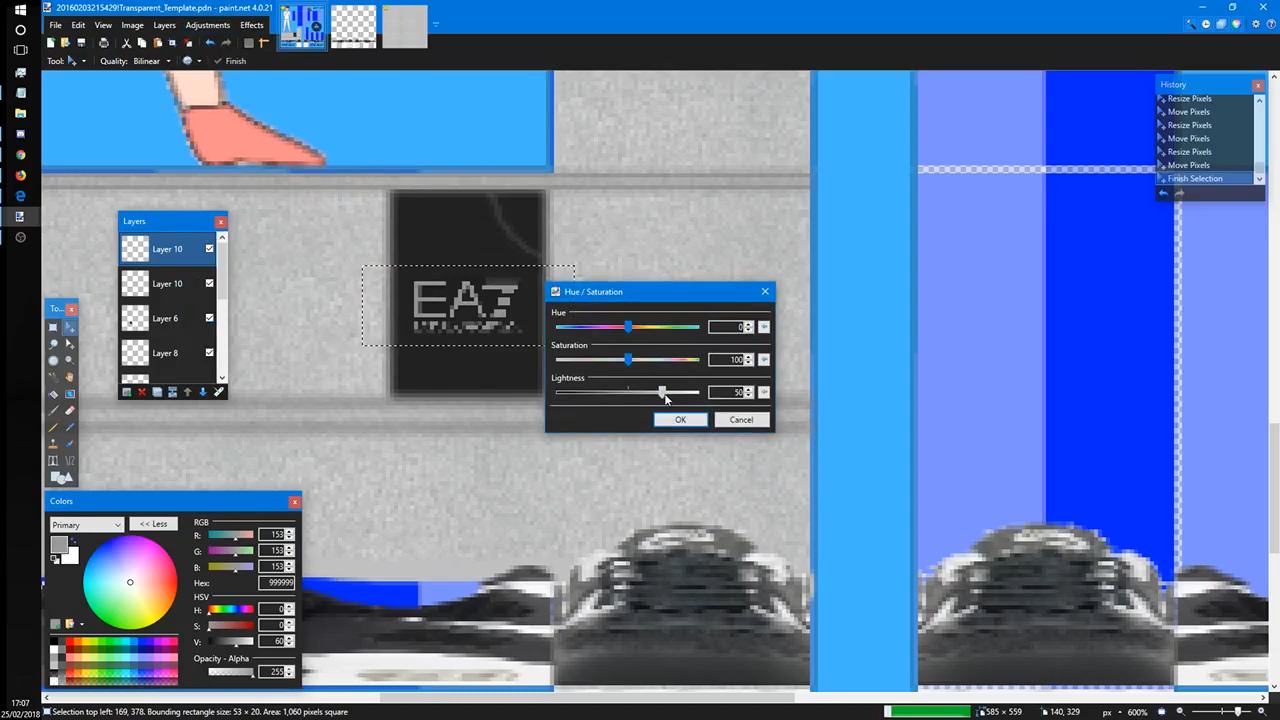 20160203215429!Transparent_Template.pdn - paint.net 4.0.21
File Edit View Image Layers Adjustments Effects
Tool: Quality: Bilinear Finish
History
Resize Pixels
Move Pixels
Resize Pixels
Move Pixels
Resize Pixels
Move Pixels
Finish Selection
Layers
Layer 10
Layer 10
Layer 6
Layer 8
EA7
Hue / Saturation
Hue
0
Saturation
100
Lightness
50
OK Cancel
To...
Colors
Primary << Less RGB
R: 153
G: 153
B: 153
Hex: 999999
HSV
H: 0
S: 0
V: 60
Opacity - Alpha
255
17:07
25/02/2018
Selection top left: 169, 378. Bounding rectangle size: 53 × 20. Area: 1,060 pixels square
585 × 559 140, 329 px 600%